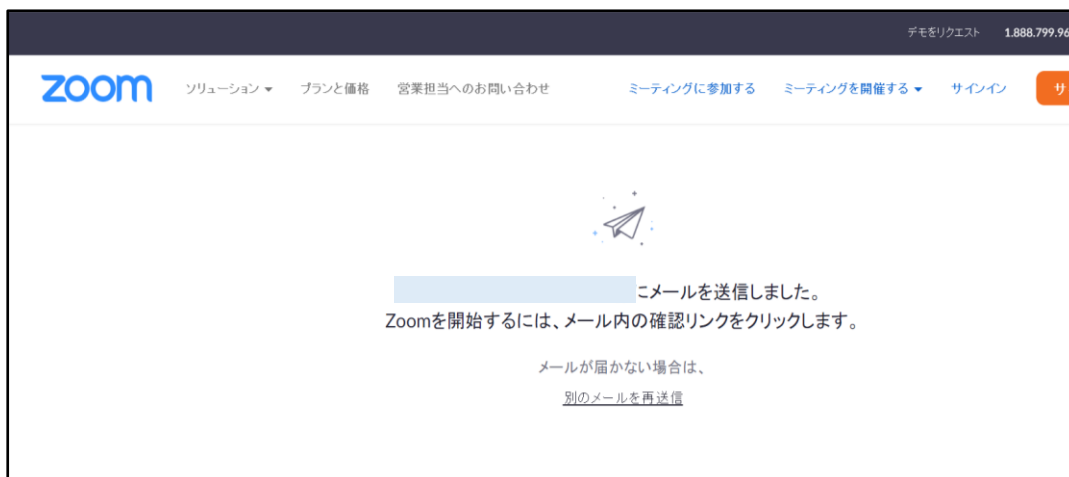 デモをリクエスト 1.888.799.96
zoom ソリューション プランと価格 営業担当へのお問い合わせ ミーティングに参加する ミーティングを開催する サインイン サ
にメールを送信しました。
Zoomを開始するには、メール内の確認リンクをクリックします。
メールが届かない場合は、
別のメールを再送信